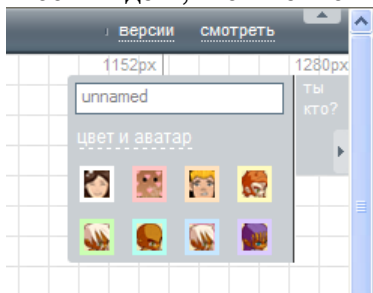 версии смотреть
1152px 1280px
unnamed
ты
кто?
цвет и аватар